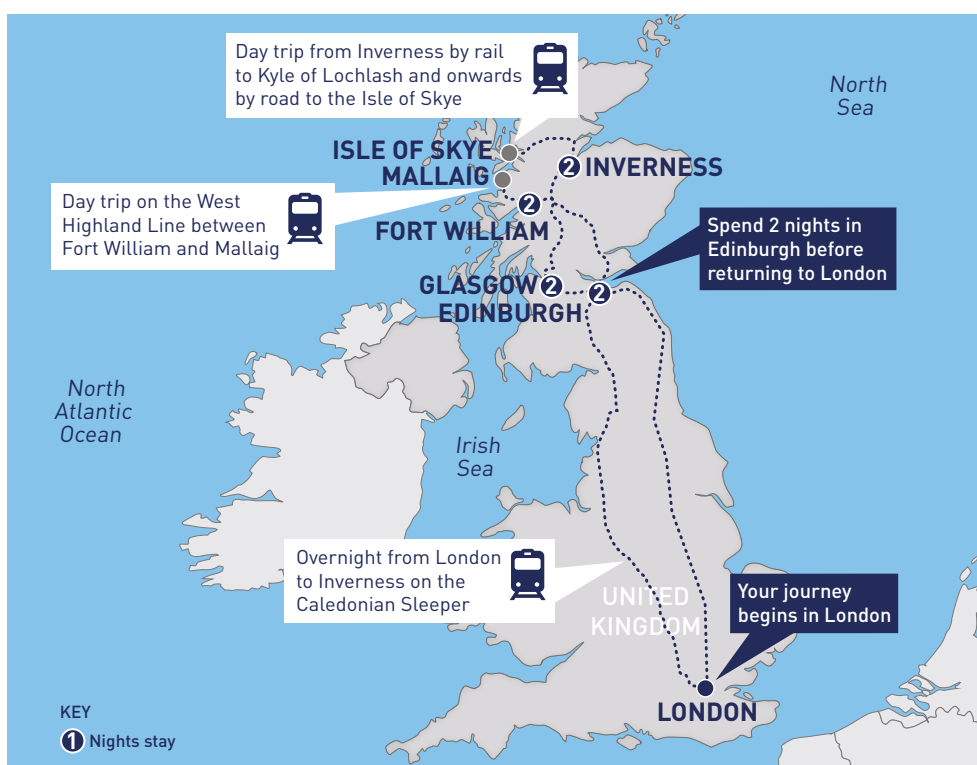 Day trip from Inverness by rail
to Kyle of Lochlash and onwards
by road to the Isle of Skye
North
Sea
ISLE OF SKYE
MALLAIG
2 INVERNESS
Day trip on the West
Highland Line between
Fort William and Mallaig
2
FORT WILLIAM
Spend 2 nights in
Edinburgh before
returning to London
GLASGOW 2
EDINBURGH 2
North
Atlantic
Ocean
Irish
Sea
Overnight from London
to Inverness on the
Caledonian Sleeper
UNITED
KINGDOM
Your journey
begins in London
LONDON
KEY
1 Nights stay